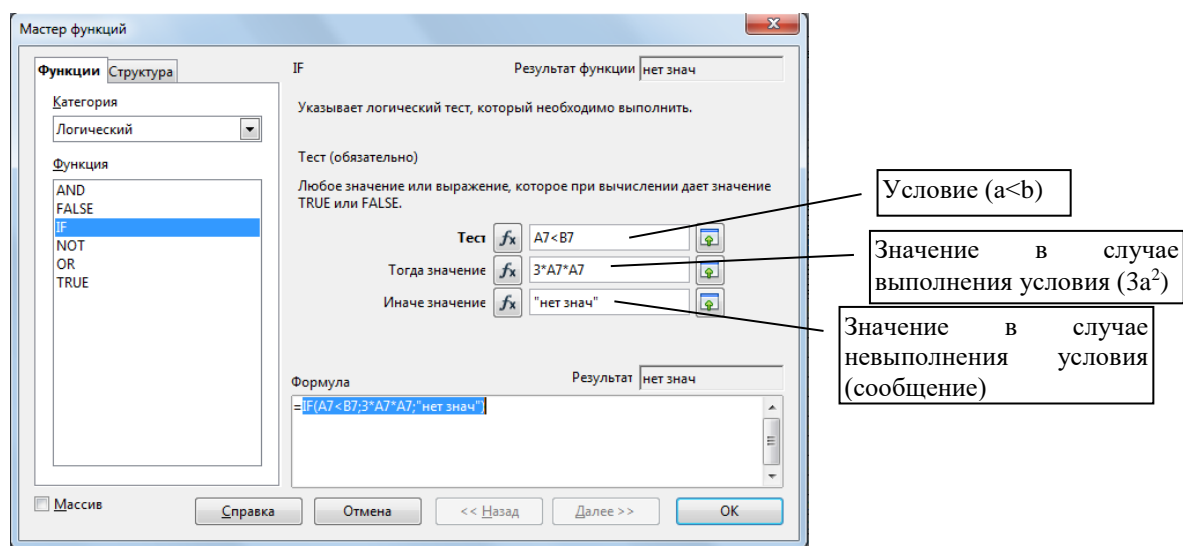 Мастер функций
Функции Структура
IF Результат функции нет знач
Категория
Указывает логический тест, который необходимо выполнить.
Логический
Тест (обязательно)
Функция
Любое значение или выражение, которое при вычислении дает значение
TRUE или FALSE.
AND
FALSE
IF
NOT
OR
TRUE
Тест fx A7<B7
Тогда значение fx 3*A7*A7
Иначе значение fx "нет знач"
Условие (a<b)
Значение в случае
выполнения условия (3a²)
Значение в случае
невыполнения условия
(сообщение)
Формула Результат нет знач
=IF(A7<B7;3*A7*A7;"нет знач")
Массив Справка Отмена << Назад Далее >> OK